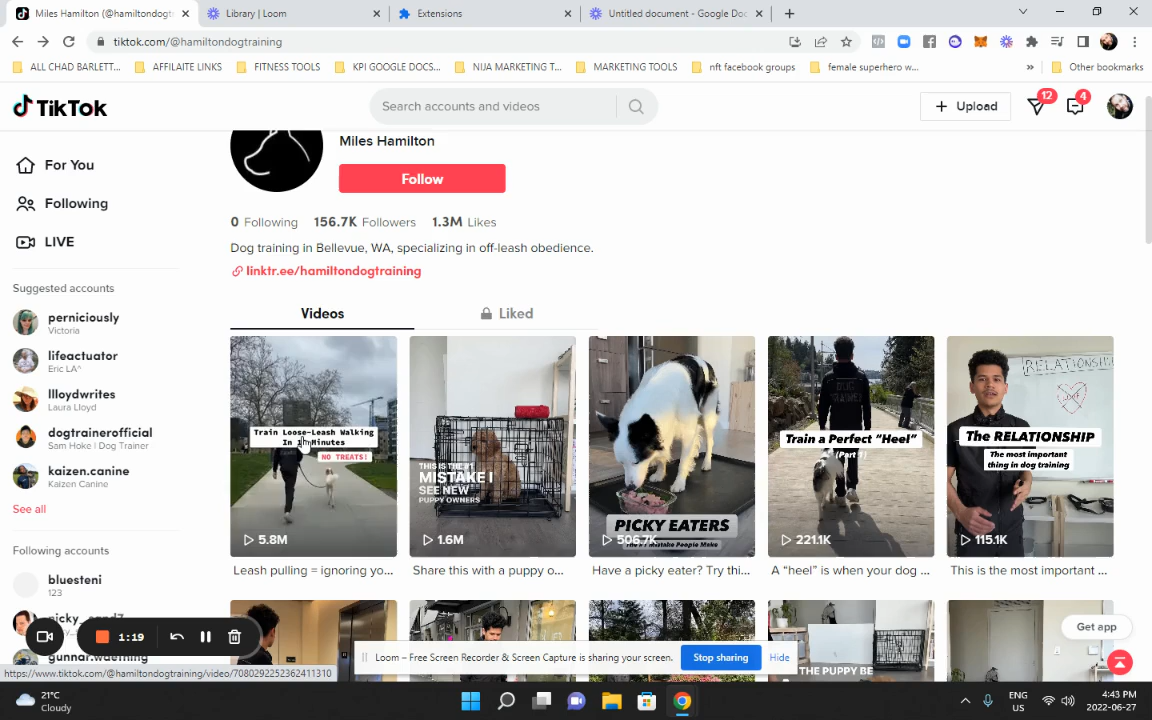 Miles Hamilton (@hamiltondogt
Library | Loom
Extensions
Untitled document - Google Doc
tiktok.com/@hamiltondogtraining
ALL CHAD BARLETT...
AFFILAITE LINKS
FITNESS TOOLS
KPI GOOGLE DOCS...
NIJA MARKETING T...
MARKETING TOOLS
nft facebook groups
female superhero w...
Other bookmarks
TikTok
Search accounts and videos
Upload
12
4
Miles Hamilton
Follow
For You
Following
LIVE
0 Following 156.7K Followers 1.3M Likes
Dog training in Bellevue, WA, specializing in off-leash obedience.
linktr.ee/hamiltondogtraining
Videos
Liked
Suggested accounts
perniciously
Victoria
lifeactuator
Eric LA^
llloydwrites
Laura Lloyd
dogtrainerofficial
Sam Hoke | Dog Trainer
kaizen.canine
Kaizen Canine
See all
Following accounts
bluesteni
123
Train Loose-Leash Walking
Minutes
NO TREATS!
5.8M
Leash pulling = ignoring yo...
THIS IS THE #1
MISTAKE I
SEE NEW
PUPPY OWNERS
1.6M
Share this with a puppy o...
PICKY EATERS
The #1 Mistake People Make
506.7K
Have a picky eater? Try thi...
Train a Perfect "Heel"
221.1K
A "heel" is when your dog ...
RELATIONSHIP
The RELATIONSHIP
The most important
thing in dog training
115.1K
This is the most important ...
THE PUPPY BE
Get app
1:19
Loom – Free Screen Recorder & Screen Capture is sharing your screen.
Stop sharing
Hide
https://www.tiktok.com/@hamiltondogtraining/video/7080292252362411310
21°C
Cloudy
ENG
US
4:43 PM
2022-06-27